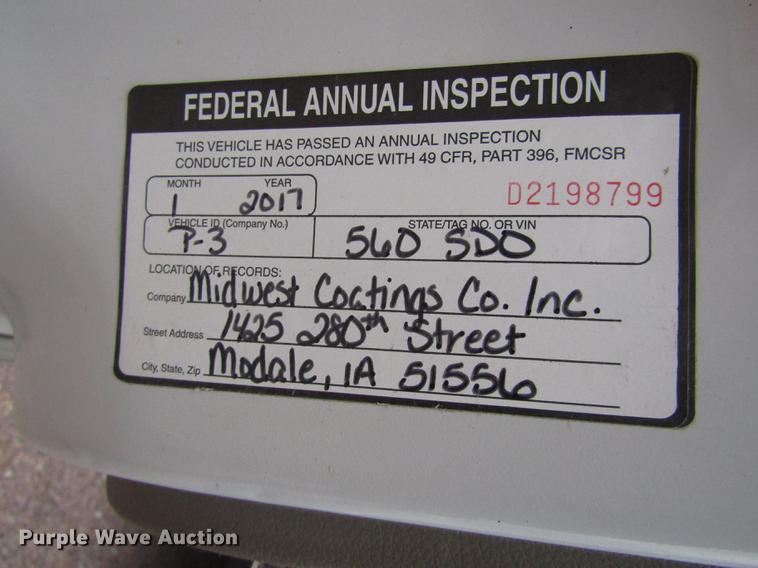 FEDERAL ANNUAL INSPECTION
THIS VEHICLE HAS PASSED AN ANNUAL INSPECTION
CONDUCTED IN ACCORDANCE WITH 49 CFR, PART 396, FMCSR
MONTH YEAR
1 2017 D2198799
VEHICLE ID (Company No.) STATE/TAG NO. OR VIN
P-3 560 SDO
LOCATION OF RECORDS:
Company Midwest Coatings Co. Inc.
Street Address 1425 280th Street
City, State, Zip Modale, IA 51556
Purple Wave Auction®